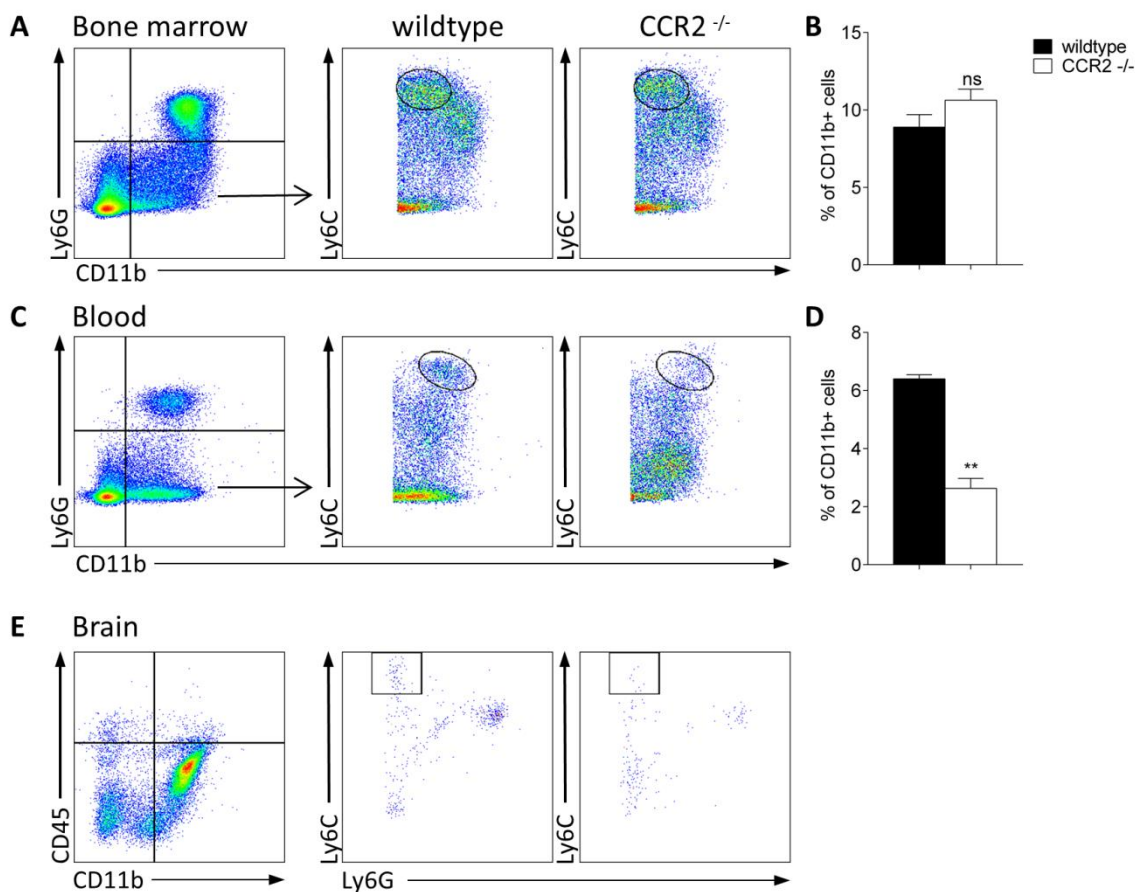 A Bone marrow wildtype CCR2 -/- B
Ly6G
CD11b
Ly6C
Ly6C
15
10
5
0
% of CD11b+ cells
ns
wildtype
CCR2 -/-
C Blood D
Ly6G
CD11b
Ly6C
Ly6C
8
6
4
2
0
% of CD11b+ cells
**
E Brain
CD45
CD11b
Ly6C
Ly6G
Ly6C